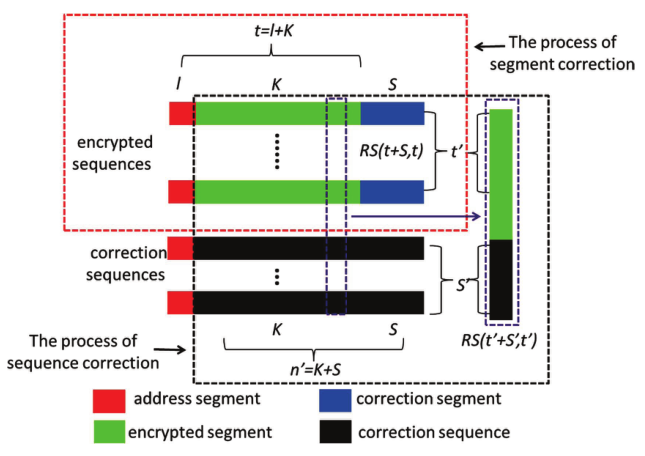 t=I+K
The process of
segment correction
I
K
S
encrypted
sequences
RS(t+S,t)
t'
correction
sequences
S'
The process of
sequence correction
K
S
RS(t'+S',t')
n'=K+S
address segment
correction segment
encrypted segment
correction sequence